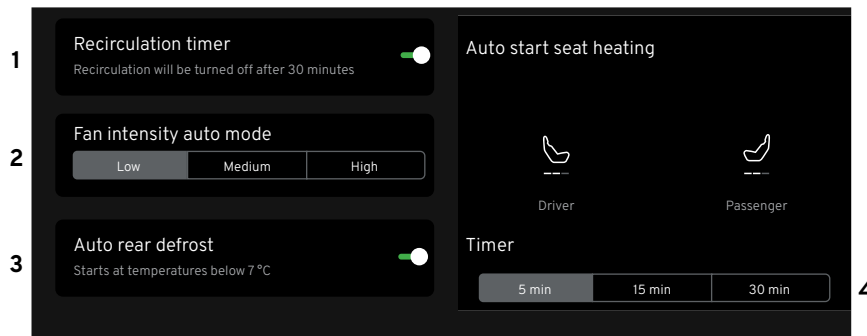 1
Recirculation timer
Recirculation will be turned off after 30 minutes
2
Fan intensity auto mode
Low Medium High
3
Auto rear defrost
Starts at temperatures below 7 °C
Auto start seat heating
Driver Passenger
Timer
5 min 15 min 30 min
4